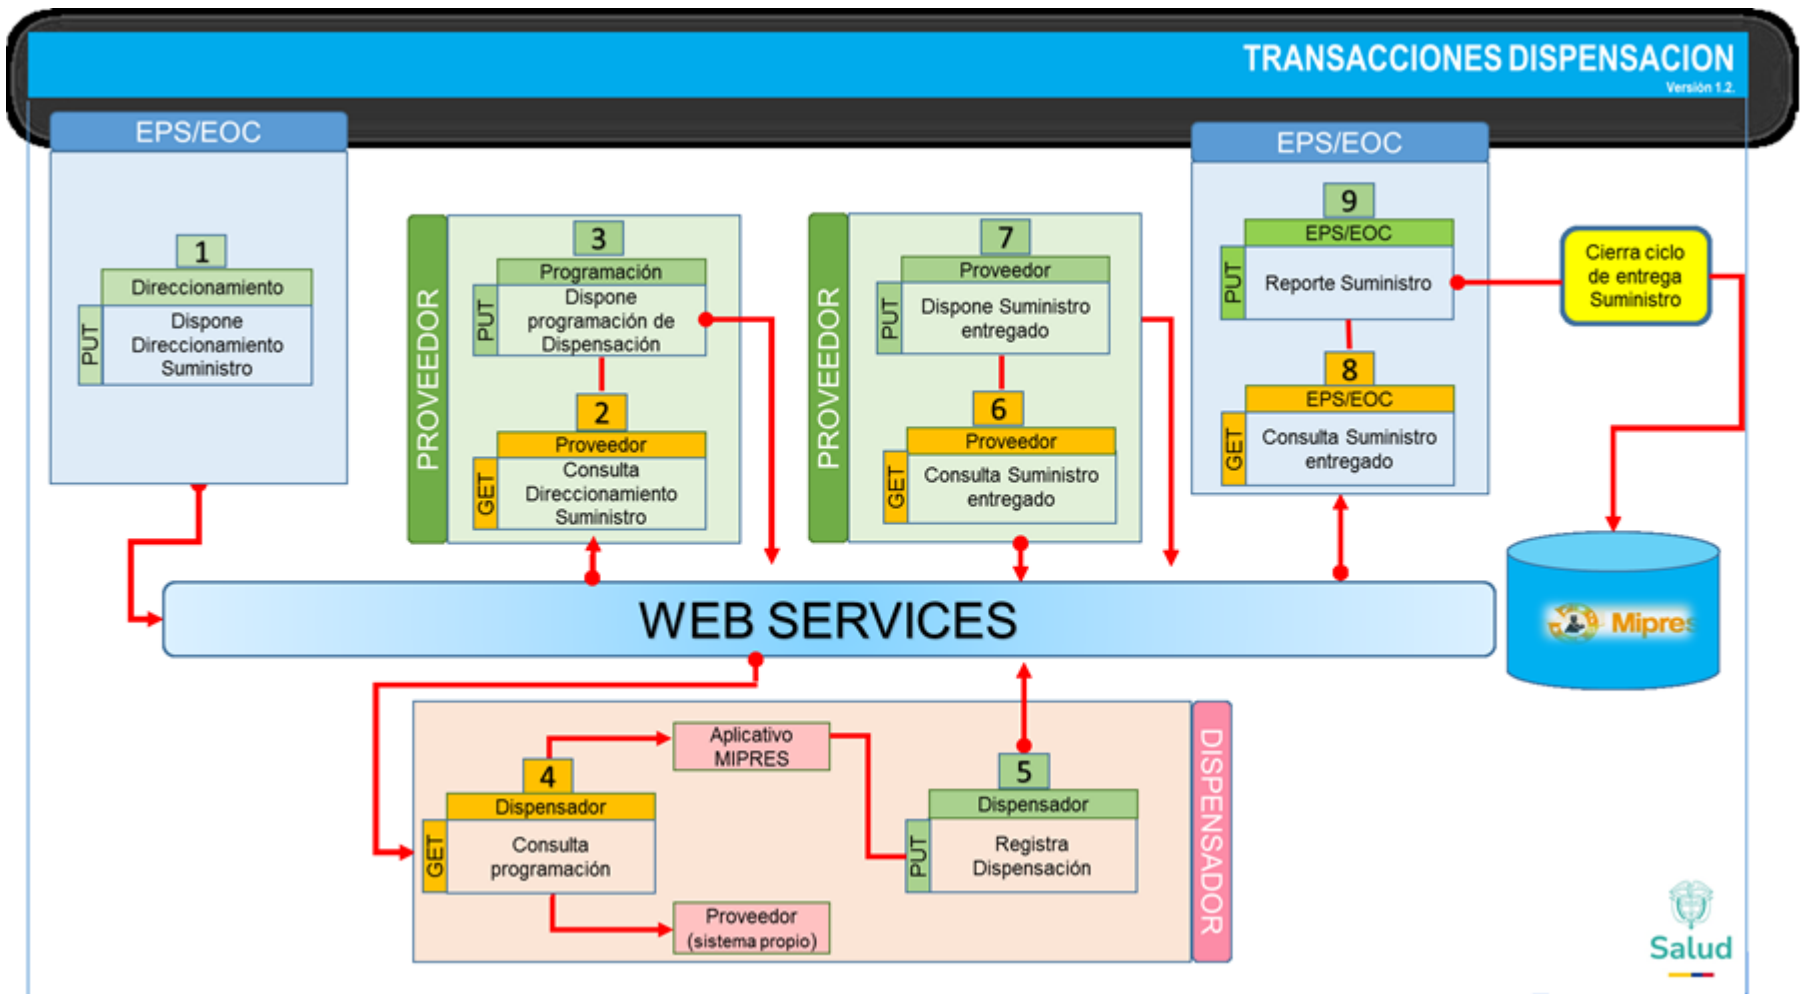 TRANSACCIONES DISPENSACION
Versión 1.2.
EPS/EOC
1
Direccionamiento
PUT
Dispone
Direccionamiento
Suministro
PROVEEDOR
3
Programación
PUT
Dispone
programación de
Dispensación
2
Proveedor
GET
Consulta
Direccionamiento
Suministro
PROVEEDOR
7
Proveedor
PUT
Dispone Suministro
entregado
6
Proveedor
GET
Consulta Suministro
entregado
EPS/EOC
9
EPS/EOC
PUT
Reporte Suministro
8
EPS/EOC
GET
Consulta Suministro
entregado
Cierra ciclo
de entrega
Suministro
WEB SERVICES
Mipres
4
Dispensador
GET
Consulta
programación
Aplicativo
MIPRES
Proveedor
(sistema propio)
5
Dispensador
PUT
Registra
Dispensación
DISPENSADOR
Salud